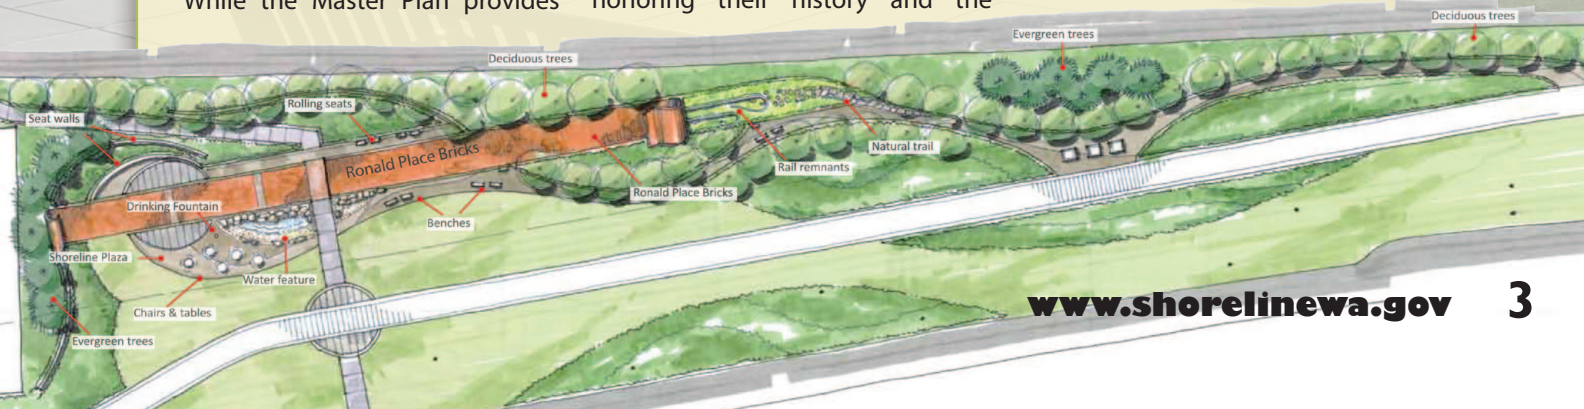 While the Master Plan provides
honoring their history and the
Deciduous trees
Evergreen trees
Deciduous trees
Rolling seats
Seat walls
Ronald Place Bricks
Natural trail
Rail remnants
Ronald Place Bricks
Drinking Fountain
Benches
Shoreline Plaza
Water feature
Chairs & tables
Evergreen trees
www.shorelinewa.gov 3